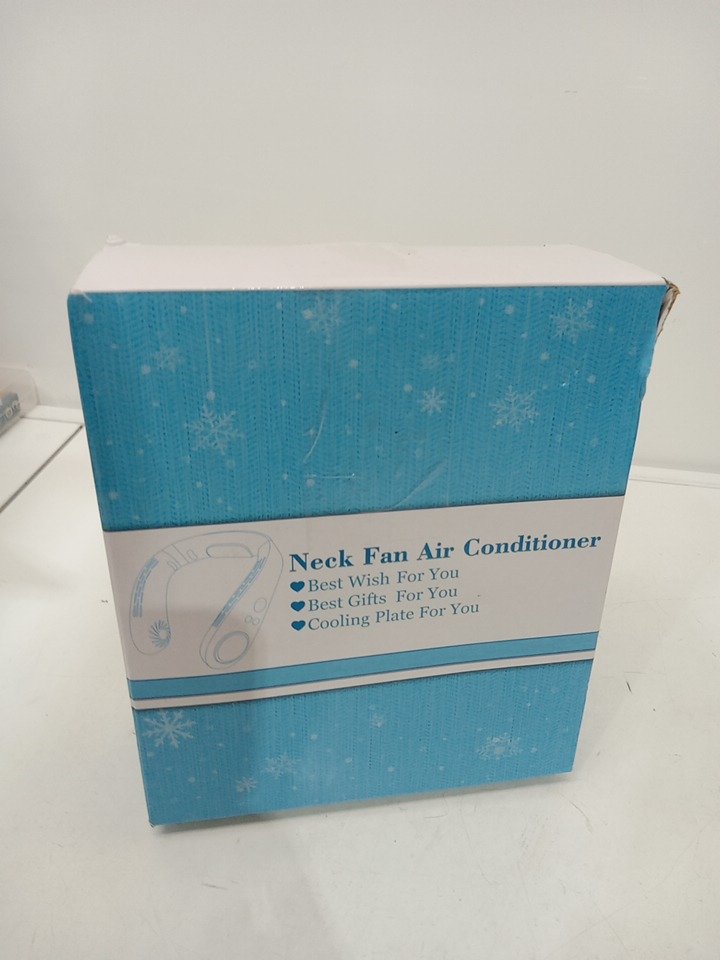 Neck Fan Air Conditioner
Best Wish For You
Best Gifts For You
Cooling Plate For You